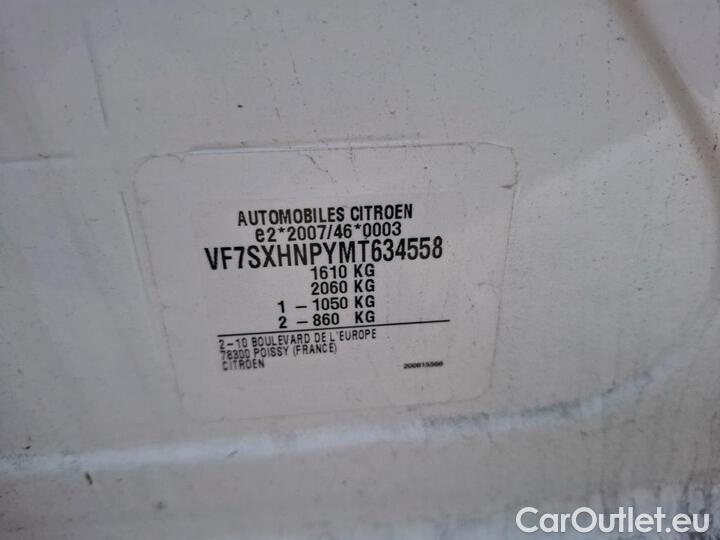 AUTOMOBILES CITROEN
e2*2007/46*0003
VF7SXHNPYMT634558
1610 KG
2060 KG
1 – 1050 KG
2 – 860 KG
2–10 BOULEVARD DE L'EUROPE
78300 POISSY (FRANCE)
CITROEN 200615566
CarOutlet.eu